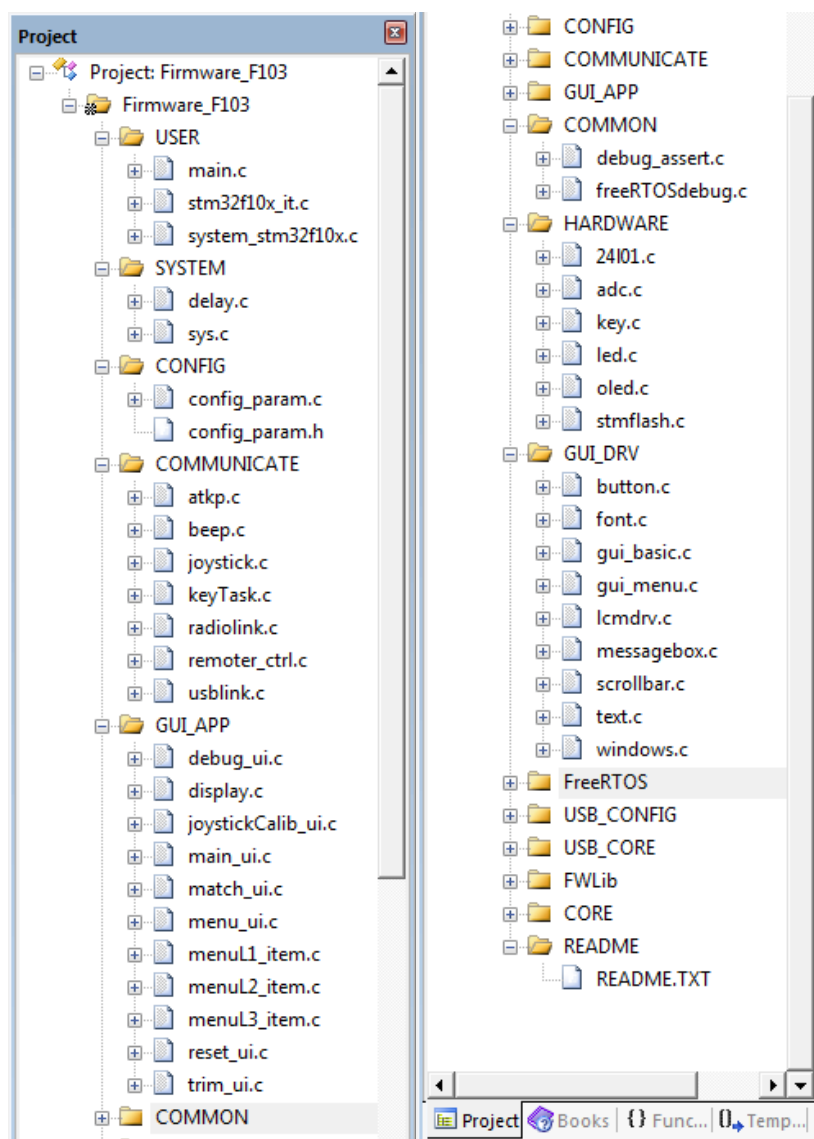 Project
Project: Firmware_F103
Firmware_F103
USER
main.c
stm32f10x_it.c
system_stm32f10x.c
SYSTEM
delay.c
sys.c
CONFIG
config_param.c
config_param.h
COMMUNICATE
atkp.c
beep.c
joystick.c
keyTask.c
radiolink.c
remoter_ctrl.c
usblink.c
GUI_APP
debug_ui.c
display.c
joystickCalib_ui.c
main_ui.c
match_ui.c
menu_ui.c
menuL1_item.c
menuL2_item.c
menuL3_item.c
reset_ui.c
trim_ui.c
COMMON
CONFIG
COMMUNICATE
GUI_APP
COMMON
debug_assert.c
freeRTOSdebug.c
HARDWARE
24l01.c
adc.c
key.c
led.c
oled.c
stmflash.c
GUI_DRV
button.c
font.c
gui_basic.c
gui_menu.c
lcmdrv.c
messagebox.c
scrollbar.c
text.c
windows.c
FreeRTOS
USB_CONFIG
USB_CORE
FWLib
CORE
README
README.TXT
Project Books {} Func... 0 Temp...